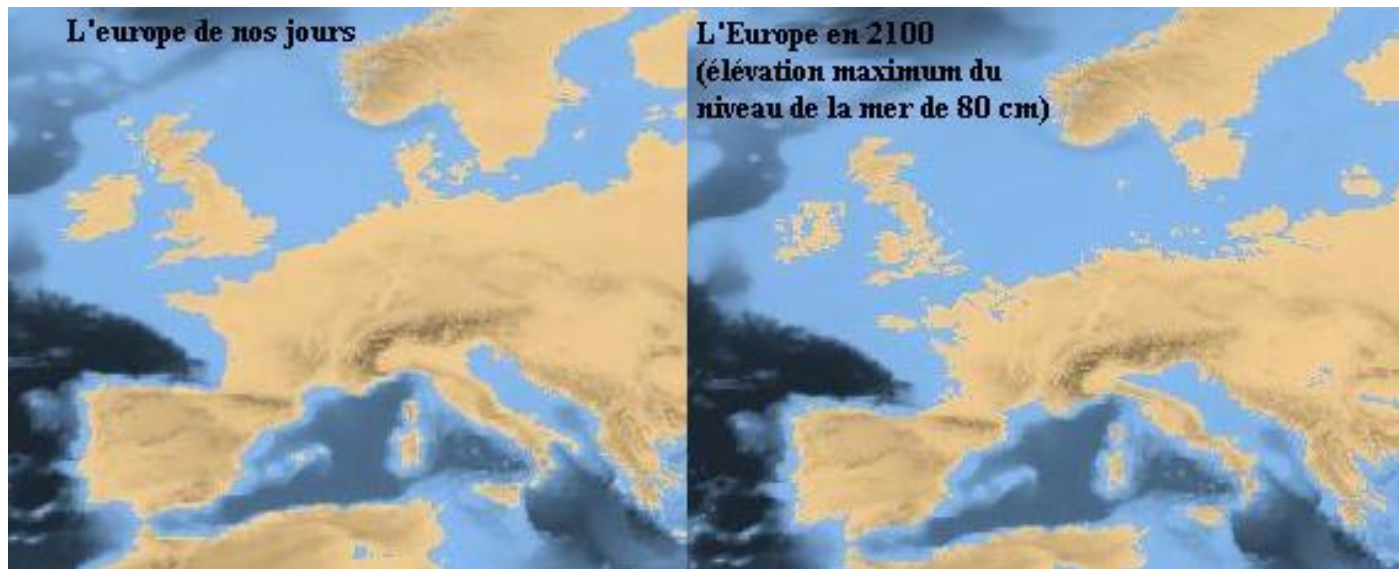 L'europe de nos jours
L'Europe en 2100
(élévation maximum du
niveau de la mer de 80 cm)